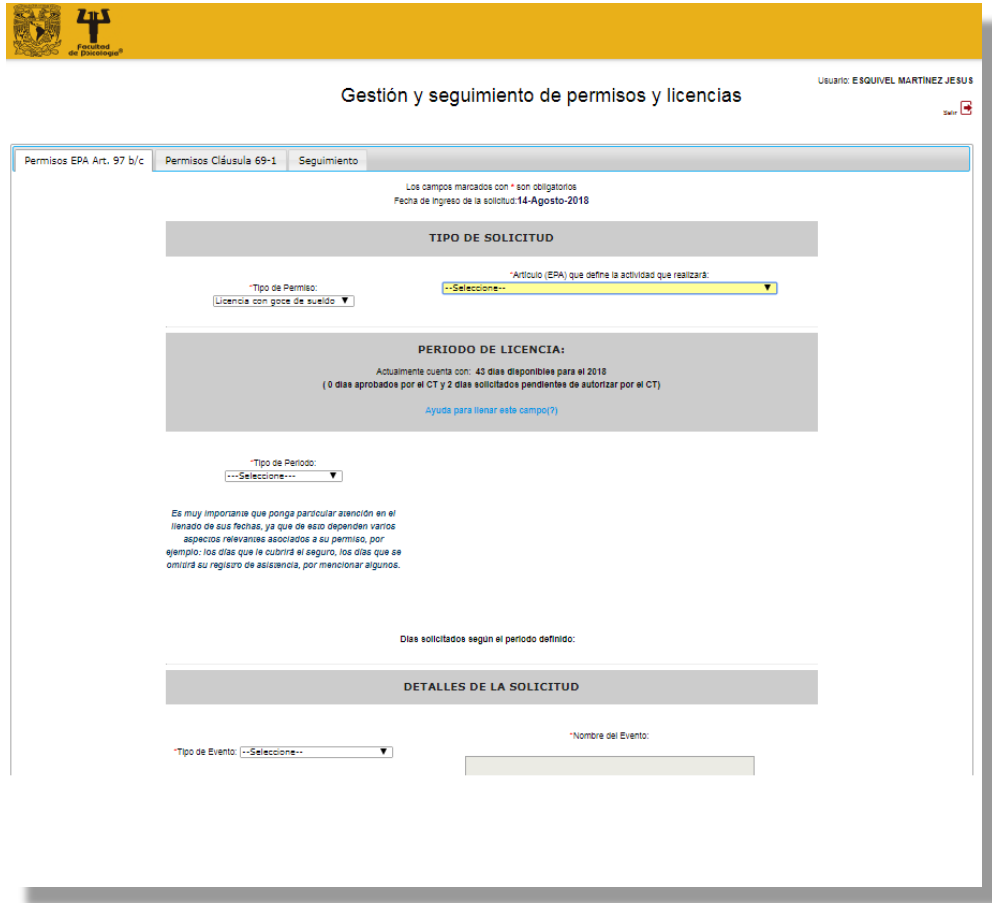 Facultad
de Psicología®
Usuario: ESQUIVEL MARTÍNEZ JESUS
Gestión y seguimiento de permisos y licencias
Salir
Permisos EPA Art. 97 b/c Permisos Cláusula 69-1 Seguimiento
Los campos marcados con * son obligatorios
Fecha de ingreso de la solicitud:14-Agosto-2018
TIPO DE SOLICITUD
*Artículo (EPA) que define la actividad que realizará:
--Seleccione--
*Tipo de Permiso:
Licencia con goce de sueldo
PERIODO DE LICENCIA:
Actualmente cuenta con: 43 días disponibles para el 2018
( 0 días aprobados por el CT y 2 días solicitados pendientes de autorizar por el CT)
Ayuda para llenar este campo(?)
*Tipo de Periodo:
---Seleccione---
Es muy importante que ponga particular atención en el
llenado de sus fechas, ya que de esto dependen varios
aspectos relevantes asociados a su permiso, por
ejemplo: los días que le cubrirá el seguro, los días que se
omitirá su registro de asistencia, por mencionar algunos.
Días solicitados según el periodo definido:
DETALLES DE LA SOLICITUD
*Nombre del Evento:
*Tipo de Evento: --Seleccione--